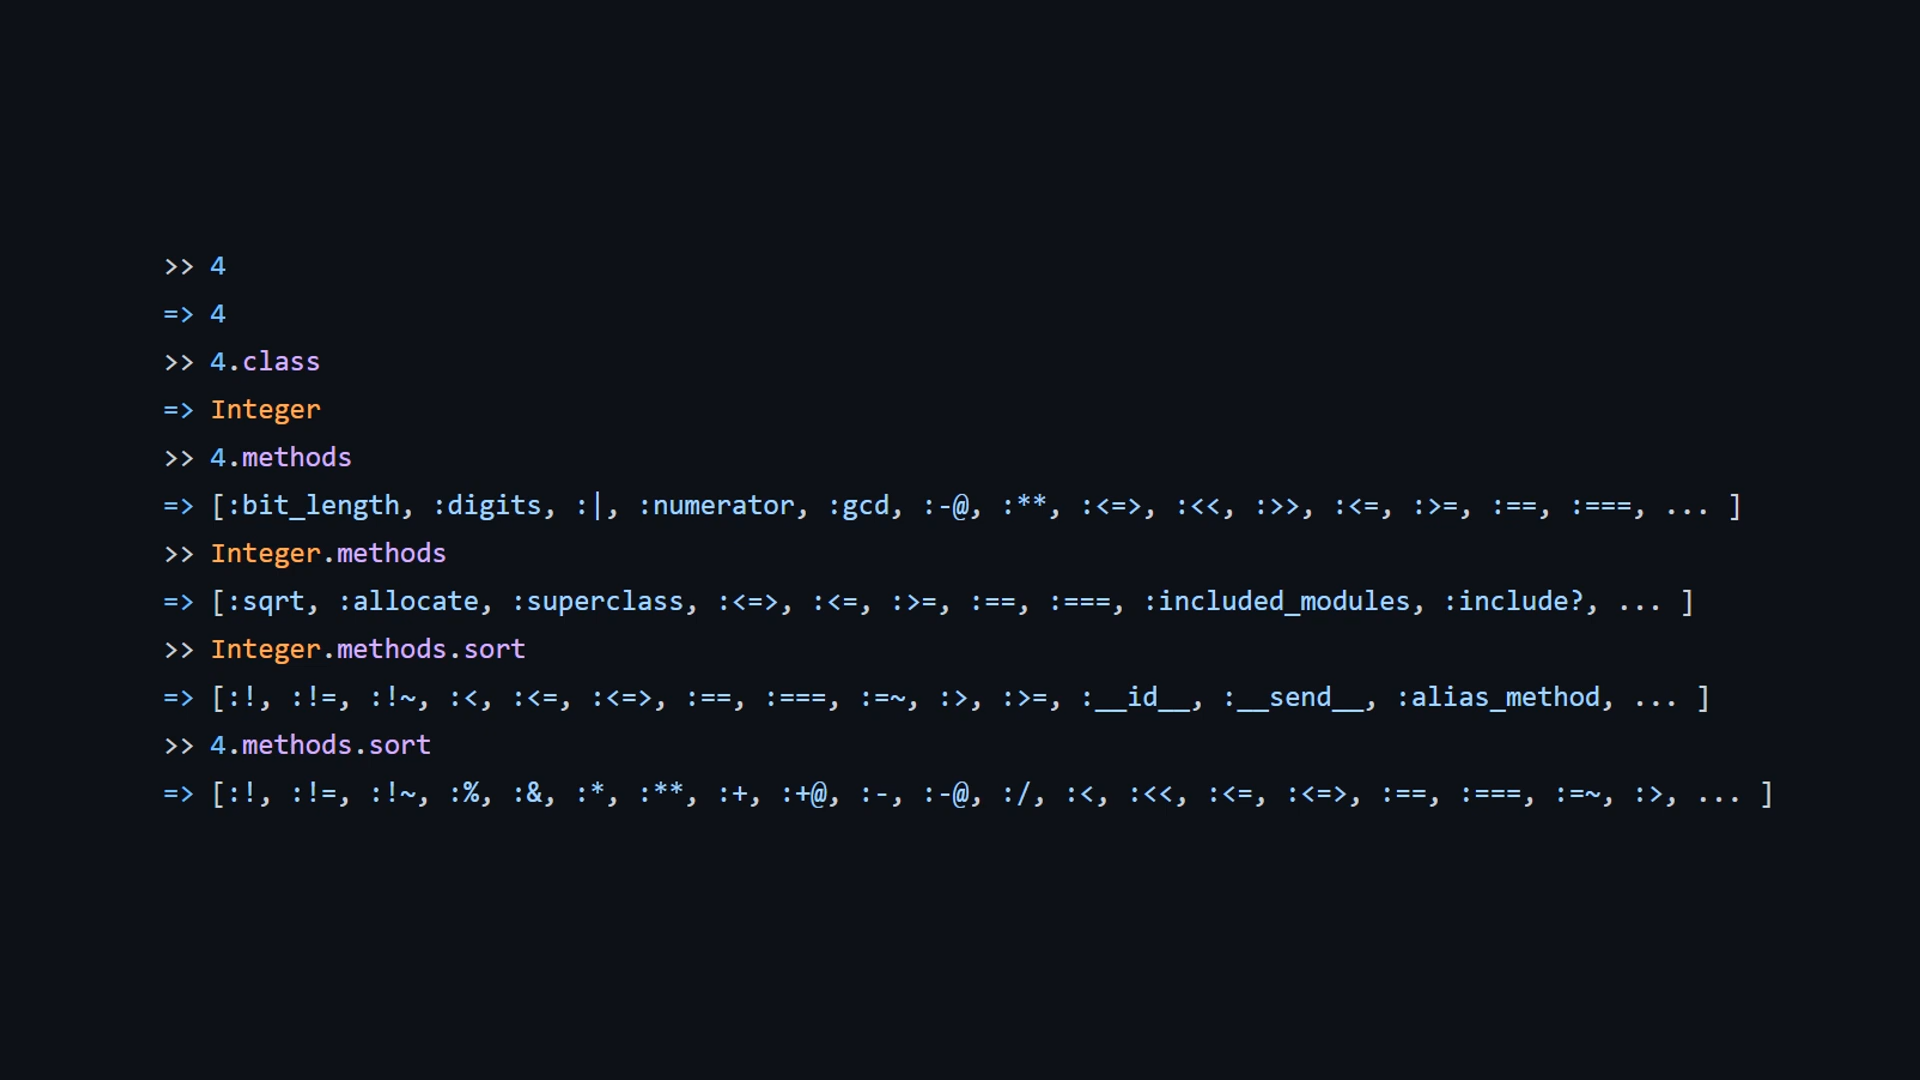 >> 4
=> 4
>> 4.class
=> Integer
>> 4.methods
=> [:bit_length, :digits, :|, :numerator, :gcd, :-@, :**, :<=>, :<<, :>>, :<=, :>=, :==, :===, ... ]
>> Integer.methods
=> [:sqrt, :allocate, :superclass, :<=>, :<=, :>=, :==, :===, :included_modules, :include?, ... ]
>> Integer.methods.sort
=> [:!, :!=, :!~, :<, :<=, :<=>, :==, :===, :=~, :>, :>=, :__id__, :__send__, :alias_method, ... ]
>> 4.methods.sort
=> [:!, :!=, :!~, :%, :&, :*, :**, :+, :+@, :-, :-@, :/, :<, :<<, :<=, :<=>, :==, :===, :=~, :>, ... ]